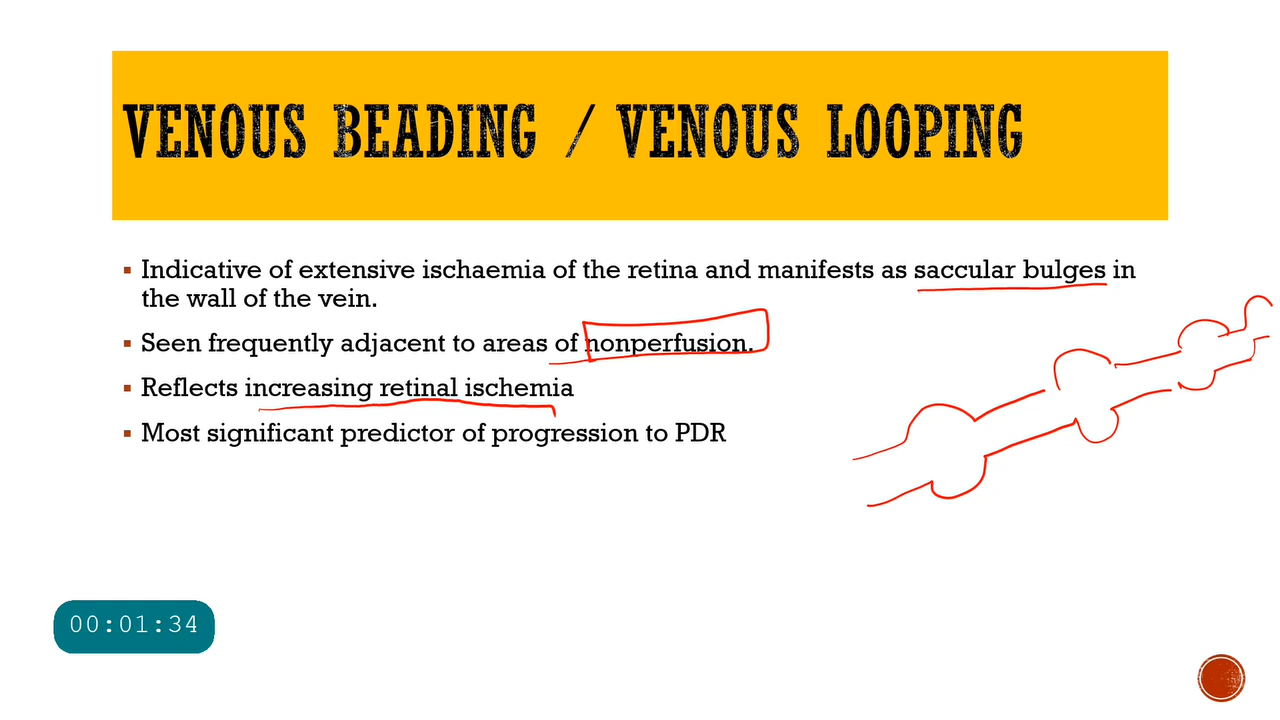 VENOUS BEADING / VENOUS LOOPING
▪ Indicative of extensive ischaemia of the retina and manifests as saccular bulges in
the wall of the vein.
▪ Seen frequently adjacent to areas of nonperfusion.
▪ Reflects increasing retinal ischemia
▪ Most significant predictor of progression to PDR
00:01:34